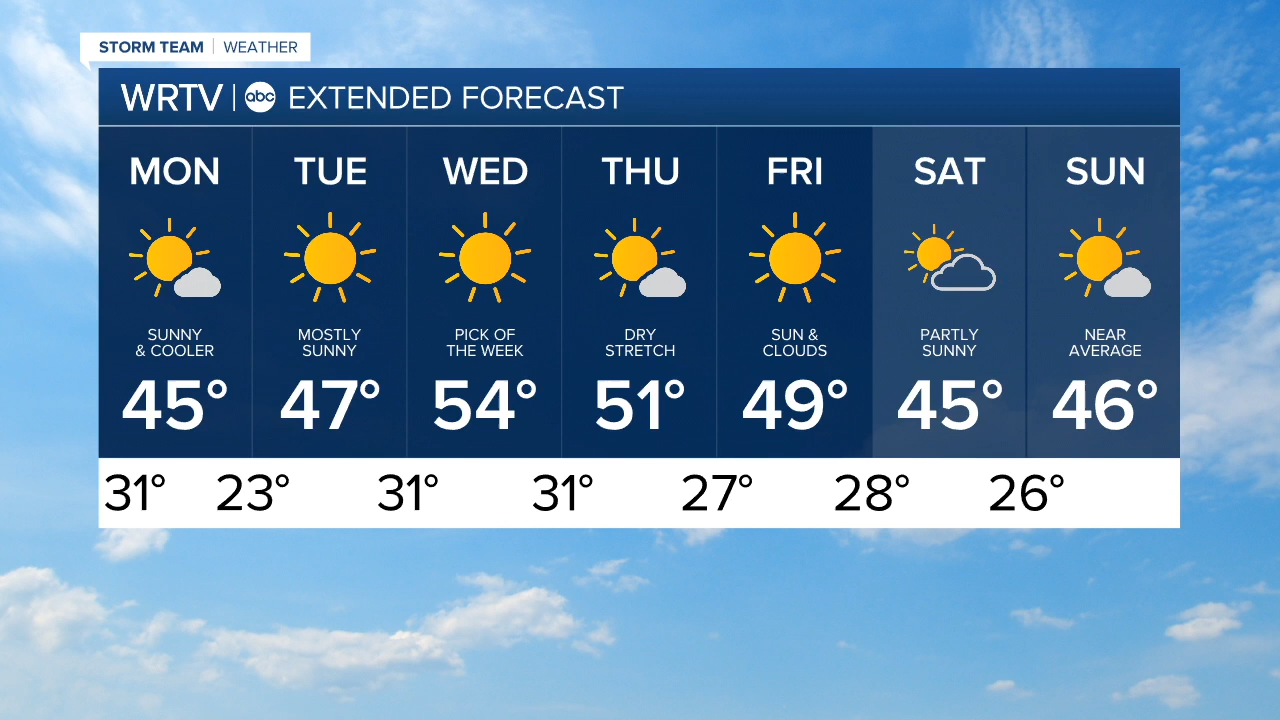 STORM TEAM | WEATHER
WRTV | abc EXTENDED FORECAST
MON TUE WED THU FRI SAT SUN
SUNNY
& COOLER
MOSTLY
SUNNY
PICK OF
THE WEEK
DRY
STRETCH
SUN &
CLOUDS
PARTLY
SUNNY
NEAR
AVERAGE
45° 47° 54° 51° 49° 45° 46°
31° 23° 31° 31° 27° 28° 26°